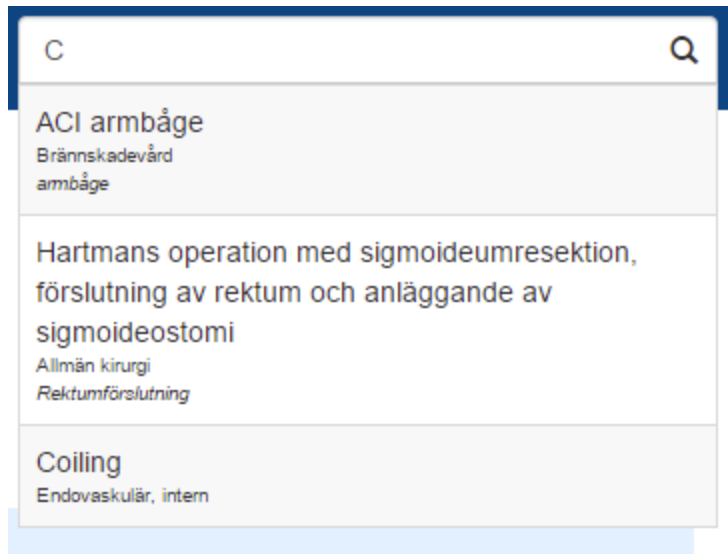 C
ACI armbåge
Brännskadevård
armbåge
Hartmans operation med sigmoideumresektion,
förslutning av rektum och anläggande av
sigmoideostomi
Allmän kirurgi
Rektumförslutning
Coiling
Endovaskulär, intern